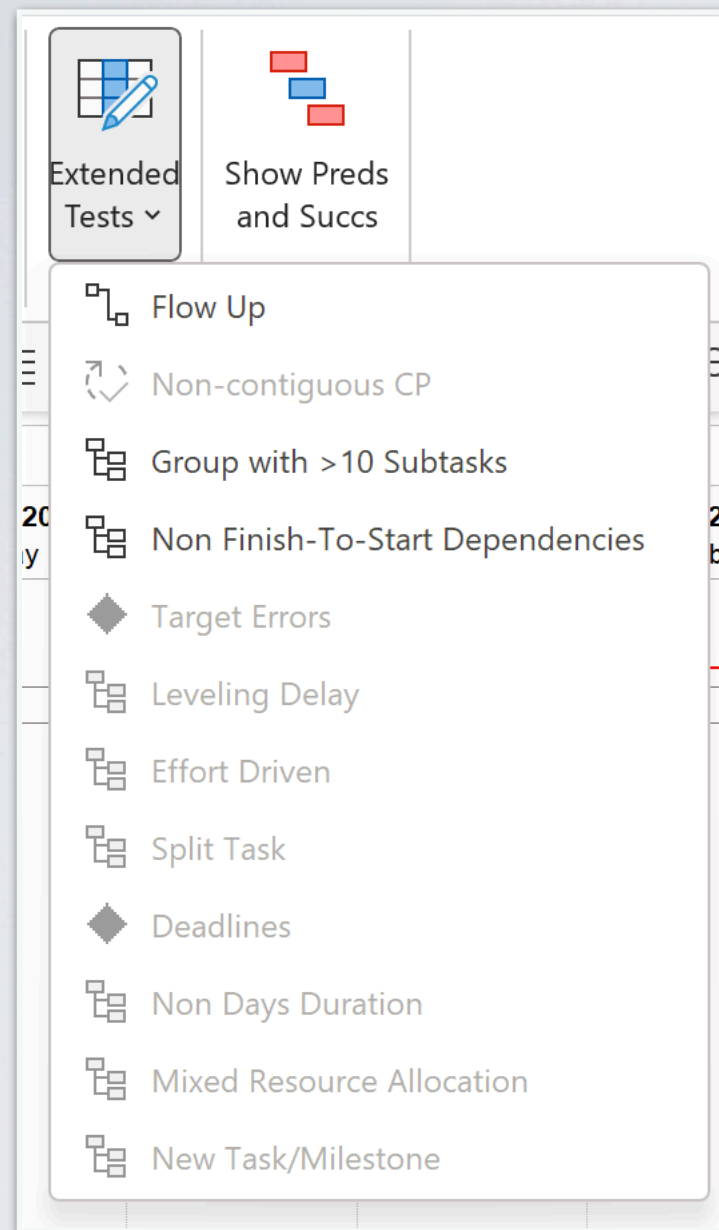 Extended
Tests
Show Preds
and Succs
Flow Up
Non-contiguous CP
Group with >10 Subtasks
Non Finish-To-Start Dependencies
20
Target Errors
Leveling Delay
Effort Driven
Split Task
Deadlines
Non Days Duration
Mixed Resource Allocation
New Task/Milestone